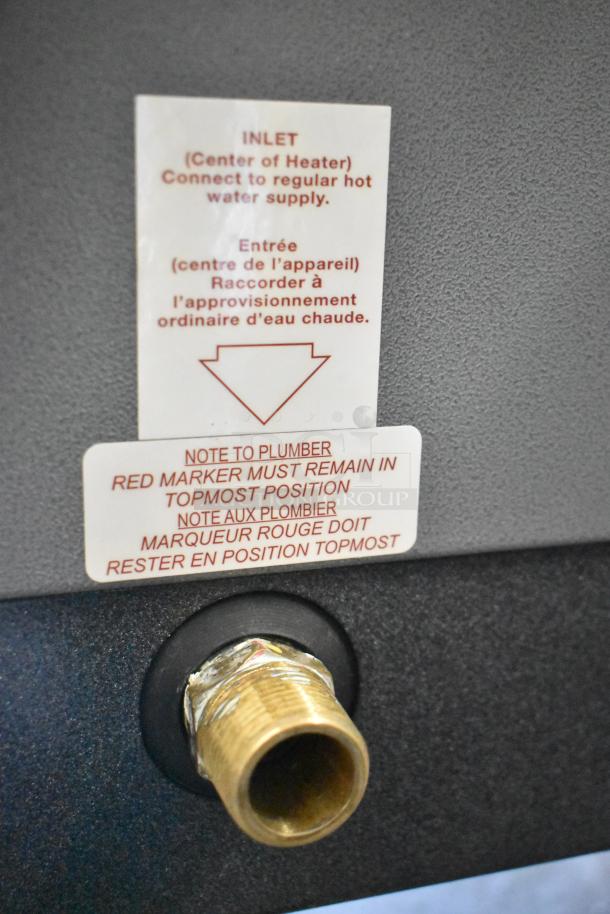 INLET
(Center of Heater)
Connect to regular hot
water supply.
Entrée
(centre de l'appareil)
Raccorder à
l'approvisionnement
ordinaire d'eau chaude.
NOTE TO PLUMBER
RED MARKER MUST REMAIN IN
TOPMOST POSITION
NOTE AUX PLOMBIER
MARQUEUR ROUGE DOIT
RESTER EN POSITION TOPMOST
GROUP